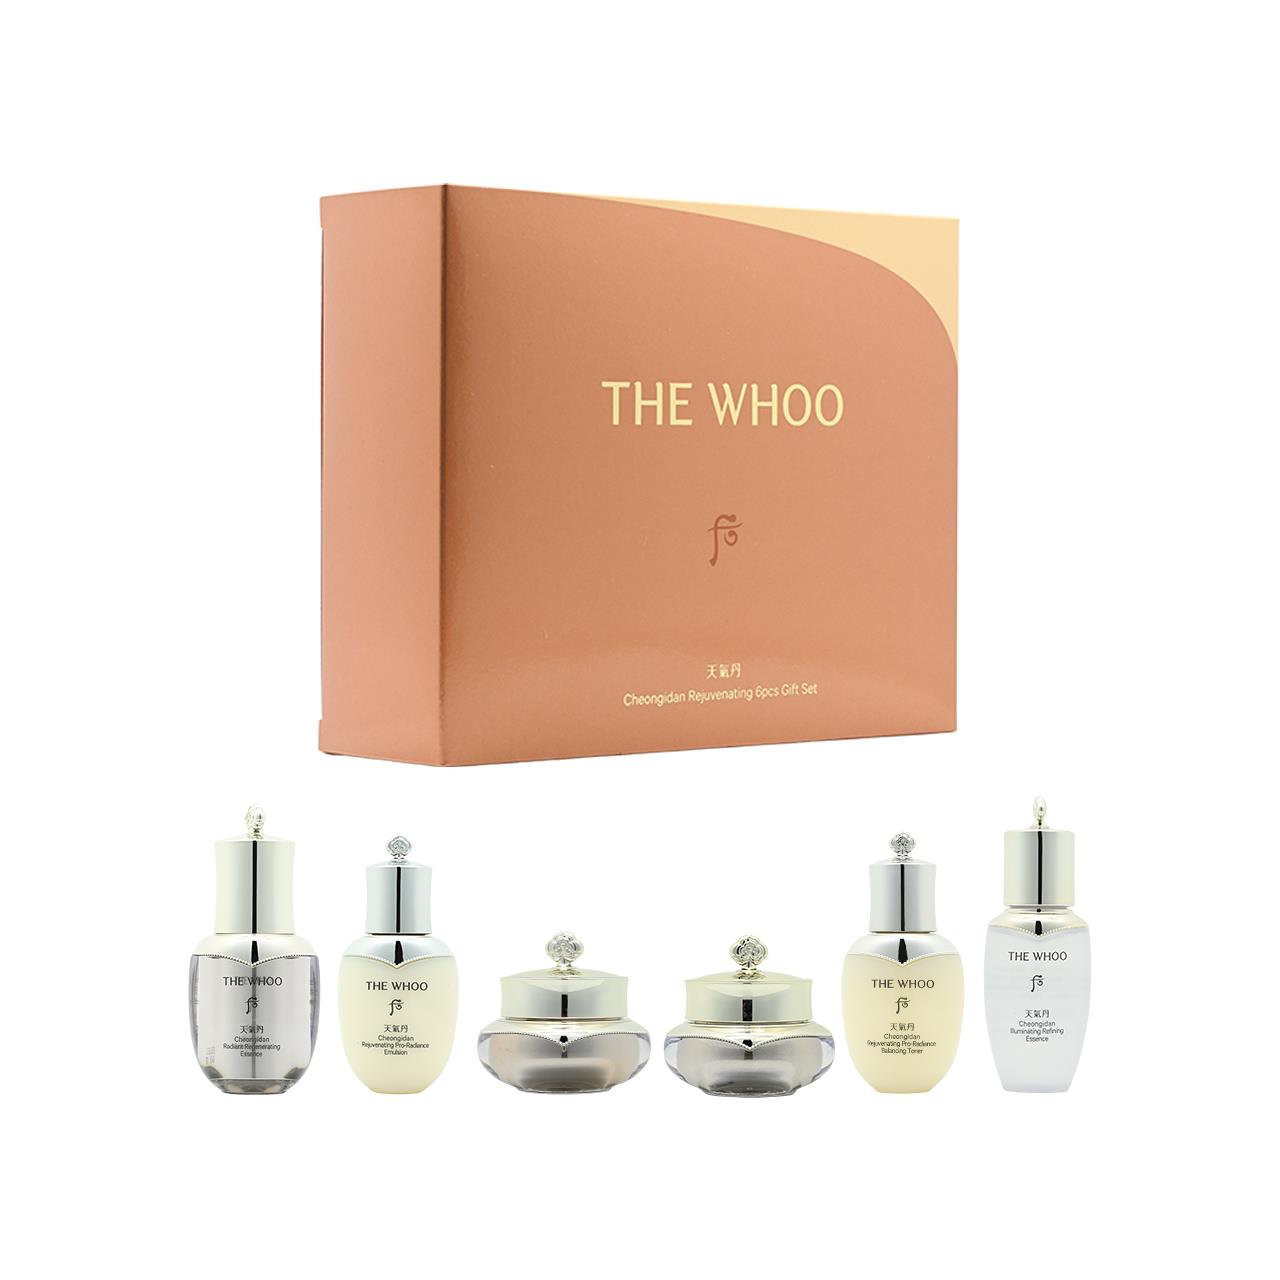 THE WHOO
天氣丹
Cheongidan Rejuvenating 6pcs Gift Set
THE WHOO
天氣丹
Cheongidan
Radiant Regenerating
Essence
THE WHOO
天氣丹
Cheongidan
Rejuvenating Pro-Radiance
Emulsion
THE WHOO
天氣丹
Cheongidan
Rejuvenating Pro-Radiance
Balancing Toner
THE WHOO
天氣丹
Cheongidan
Illuminating Refining
Essence